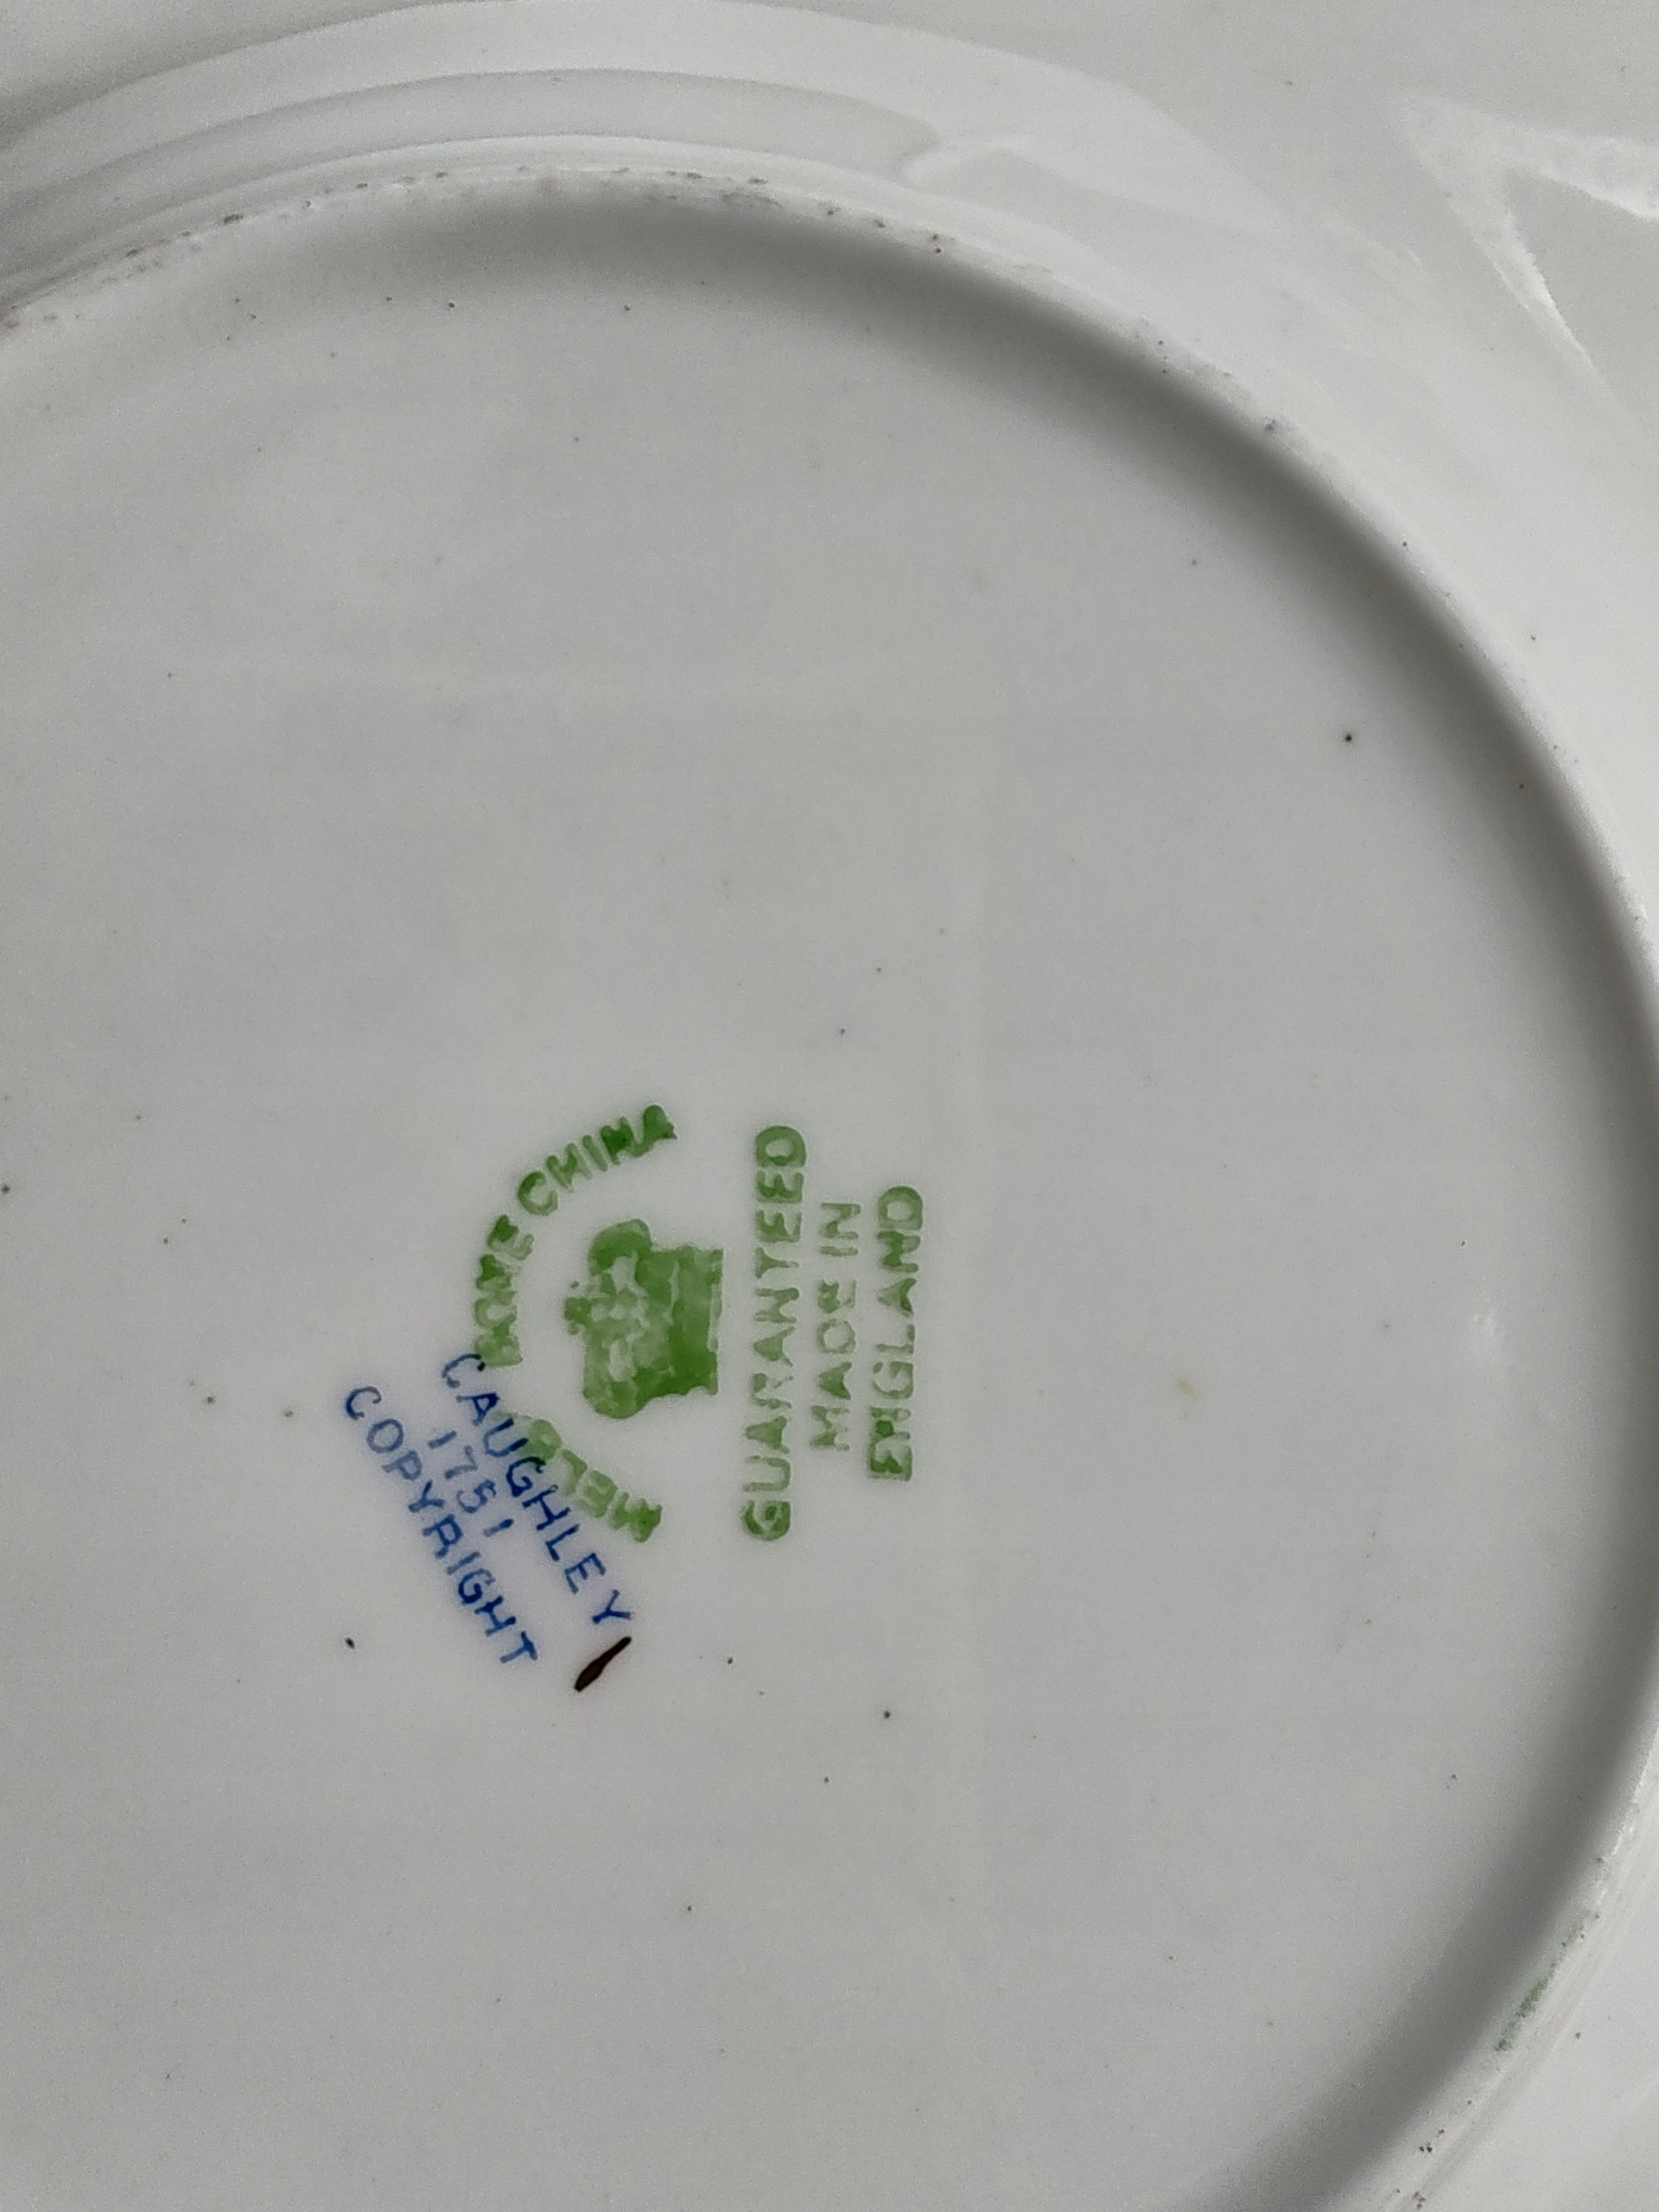 MELBA BONE CHINA
GUARANTEED
MADE IN
ENGLAND
CAUGHLEY
1751
COPYRIGHT